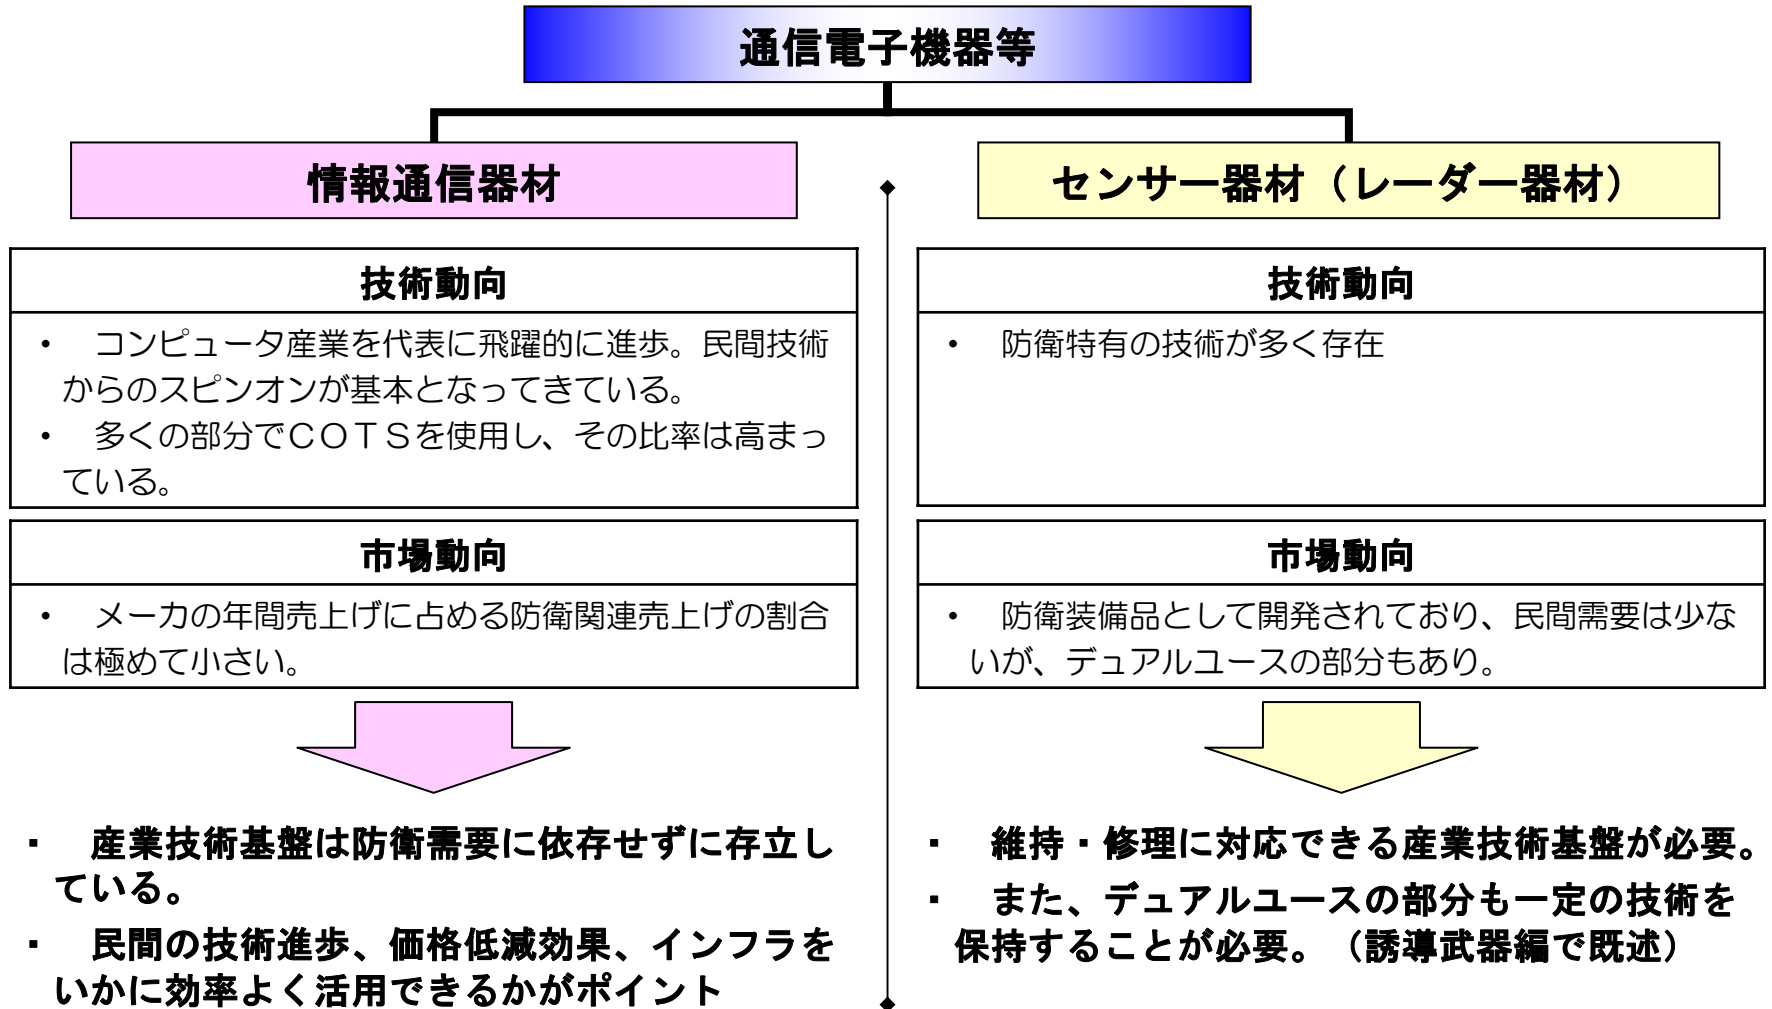 通信電子機器等
情報通信器材
技術動向
・　コンピュータ産業を代表に飛躍的に進歩。民間技術
からのスピンオンが基本となってきている。
・　多くの部分でＣＯＴＳを使用し、その比率は高まっ
ている。
市場動向
・　メーカの年間売上げに占める防衛関連売上げの割合
は極めて小さい。
・　産業技術基盤は防衛需要に依存せずに存立し
ている。
・　民間の技術進歩、価格低減効果、インフラを
いかに効率よく活用できるかがポイント
センサー器材（レーダー器材）
技術動向
・　防衛特有の技術が多く存在
市場動向
・　防衛装備品として開発されており、民間需要は少な
いが、デュアルユースの部分もあり。
・　維持・修理に対応できる産業技術基盤が必要。
・　また、デュアルユースの部分も一定の技術を
保持することが必要。（誘導武器編で既述）